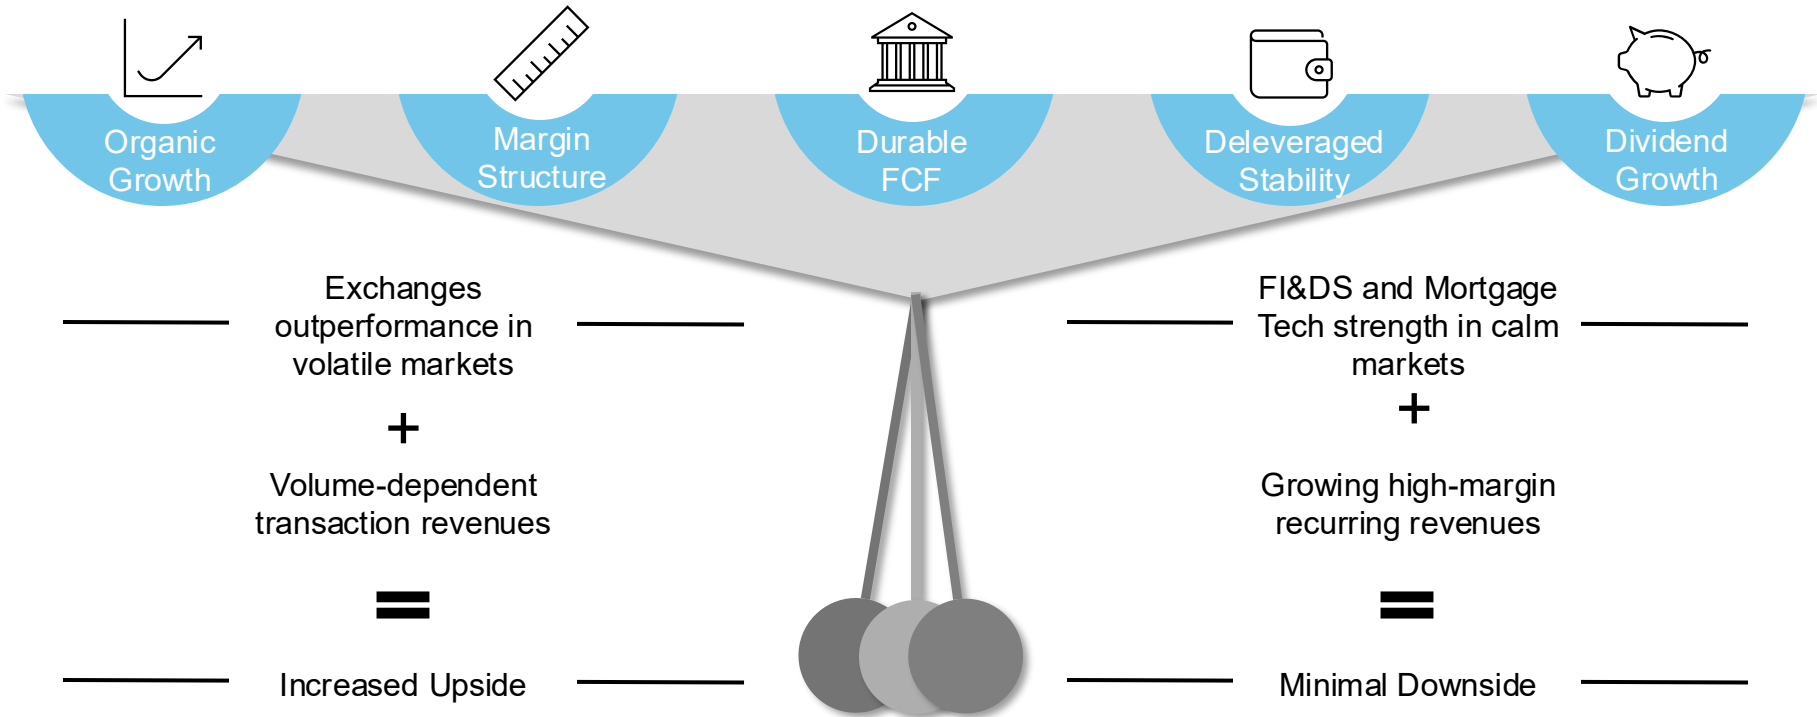 Organic
Growth
Margin
Structure
Durable
FCF
Deleveraged
Stability
Dividend
Growth
Exchanges
outperformance in
volatile markets
+
Volume-dependent
transaction revenues
=
Increased Upside
FI&DS and Mortgage
Tech strength in calm
markets
+
Growing high-margin
recurring revenues
=
Minimal Downside